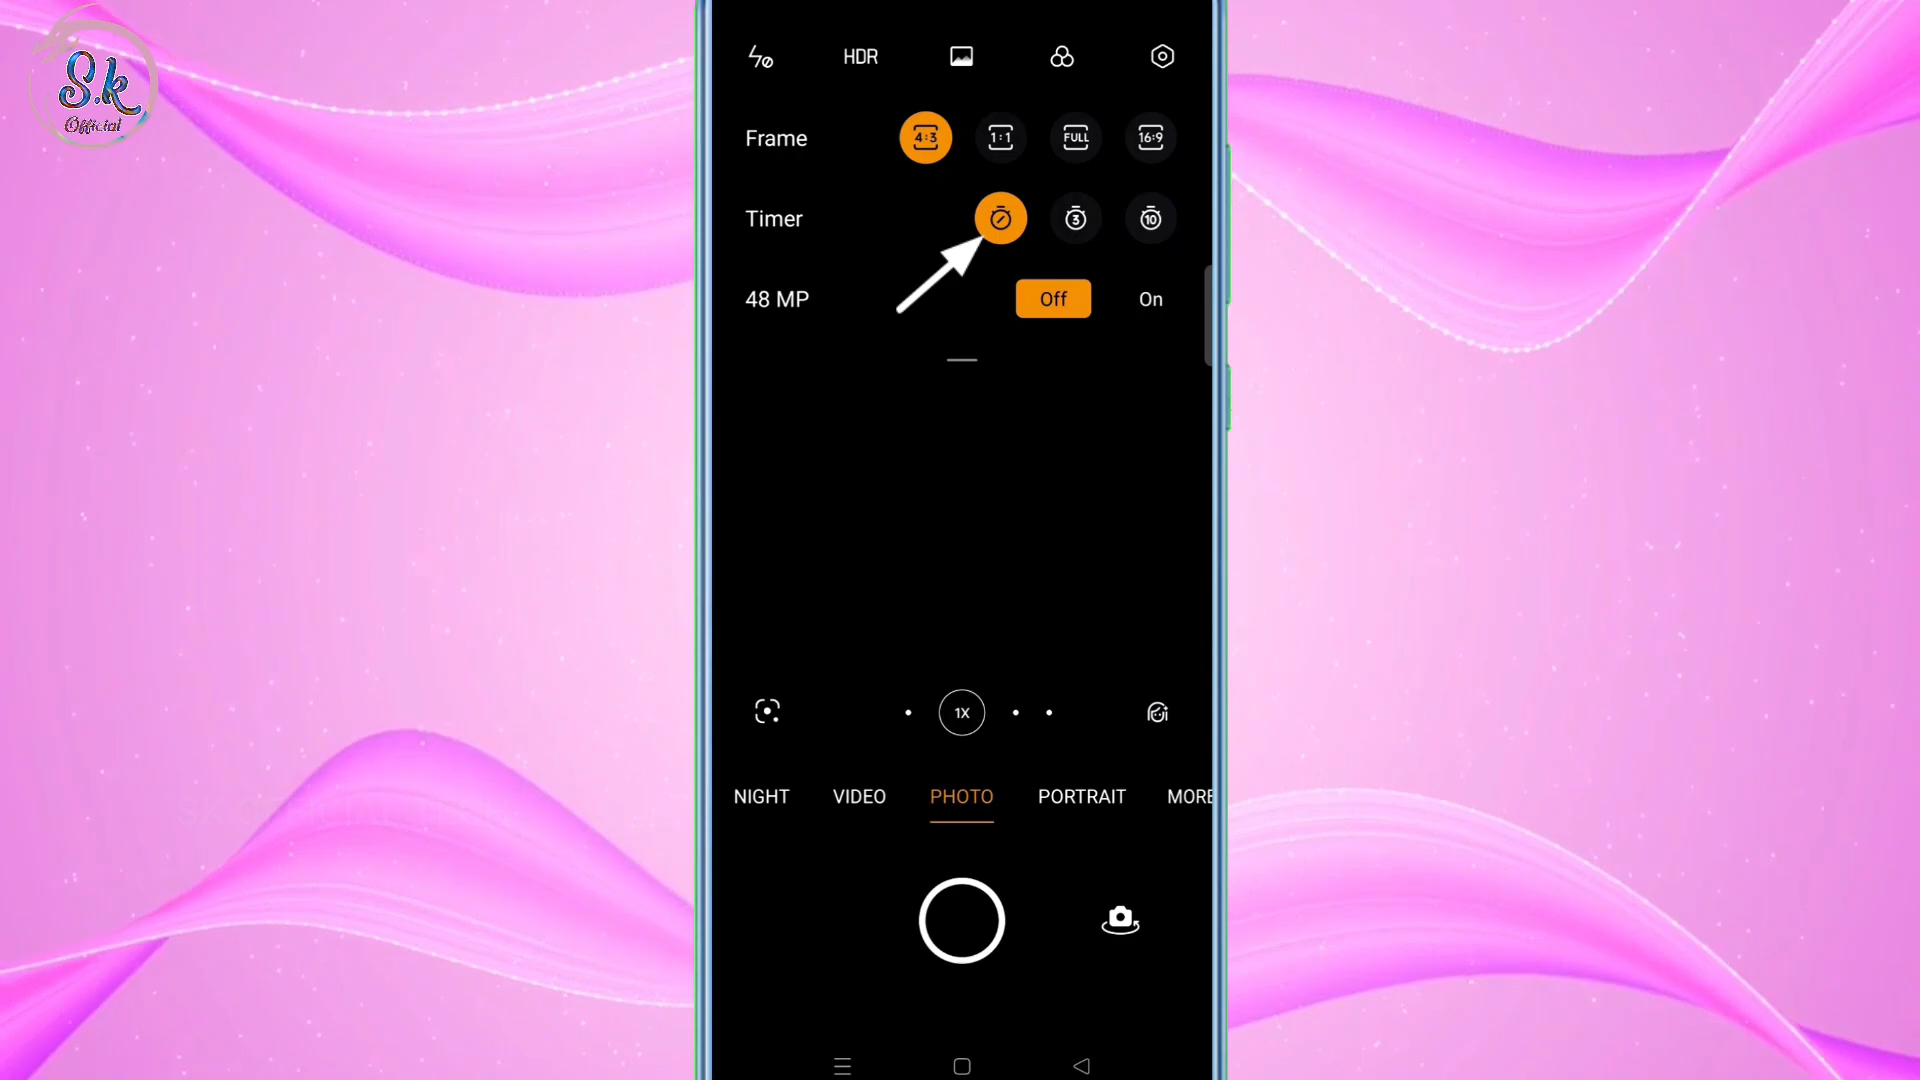 S.k
Official
HDR
Frame 4:3 1:1 FULL 16:9
Timer 3 10
48 MP Off On
1X
NIGHT VIDEO PHOTO PORTRAIT MORE